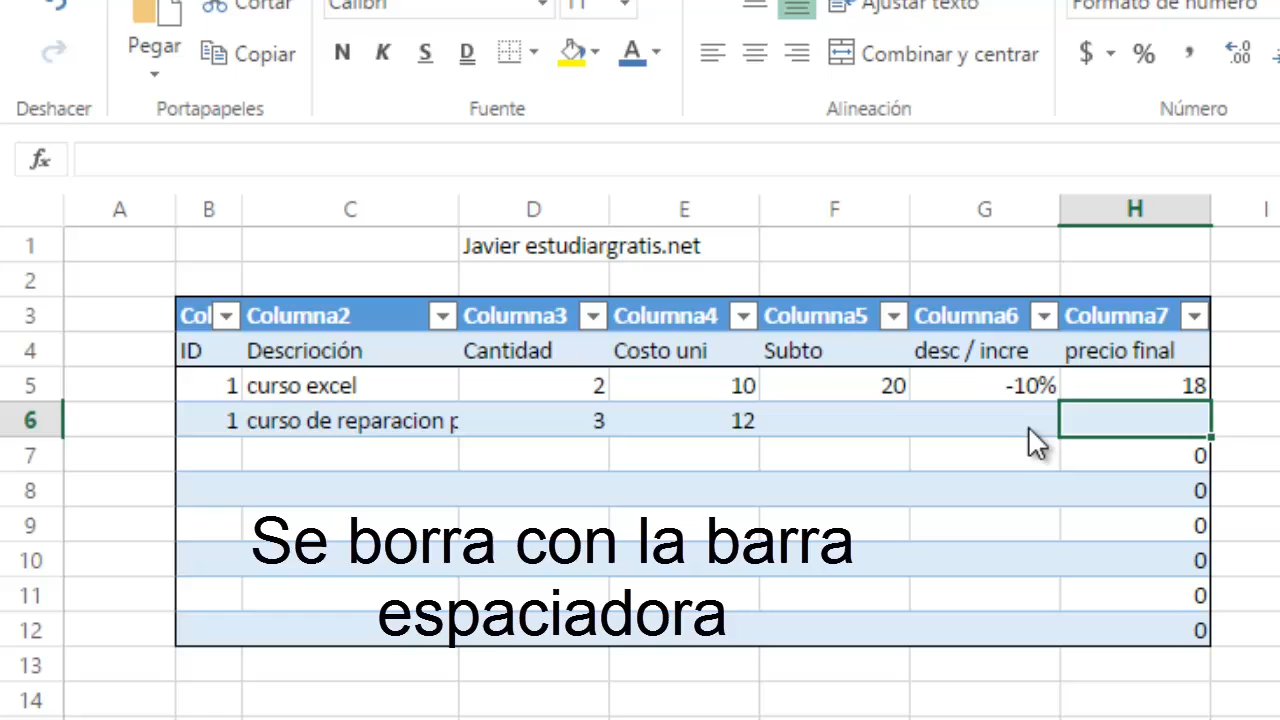 Cortar
Calibri
11
Ajustar texto
Formato de número
Pegar
Copiar
N K S D
A
Combinar y centrar
$ % ,
←,0
,00
Deshacer
Portapapeles
Fuente
Alineación
Número
fx
A B C D E F G H I
1 Javier estudiargratis.net
2
3 Col Columna2 Columna3 Columna4 Columna5 Columna6 Columna7
4 ID Descrioción Cantidad Costo uni Subto desc / incre precio final
5 1 curso excel 2 10 20 -10% 18
6 1 curso de reparacion p 3 12
7 0
8 0
9 0
10 0
11 0
12 0
13
14
Se borra con la barra
espaciadora